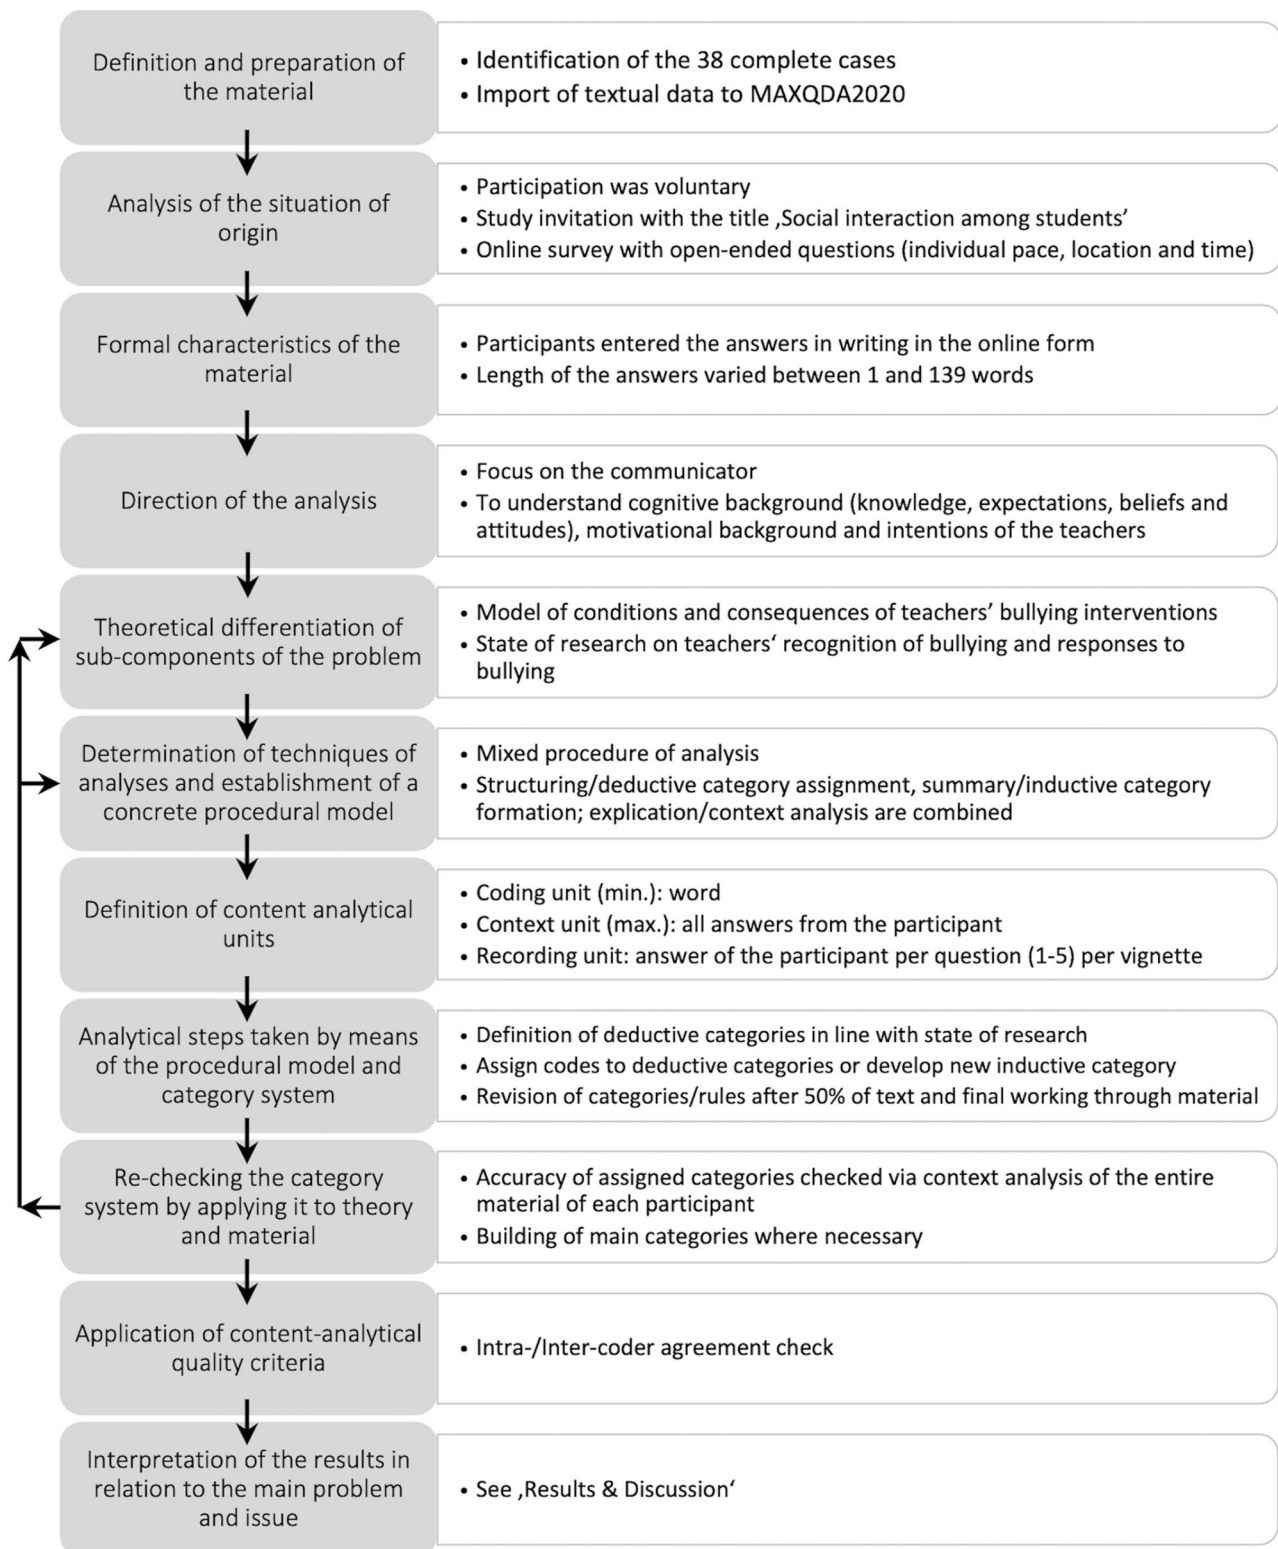 Definition and preparation of
the material
• Identification of the 38 complete cases
• Import of textual data to MAXQDA2020
Analysis of the situation of
origin
• Participation was voluntary
• Study invitation with the title ‚Social interaction among students’
• Online survey with open-ended questions (individual pace, location and time)
Formal characteristics of the
material
• Participants entered the answers in writing in the online form
• Length of the answers varied between 1 and 139 words
Direction of the analysis
• Focus on the communicator
• To understand cognitive background (knowledge, expectations, beliefs and
attitudes), motivational background and intentions of the teachers
Theoretical differentiation of
sub-components of the problem
• Model of conditions and consequences of teachers’ bullying interventions
• State of research on teachers‘ recognition of bullying and responses to
bullying
Determination of techniques of
analyses and establishment of a
concrete procedural model
• Mixed procedure of analysis
• Structuring/deductive category assignment, summary/inductive category
formation; explication/context analysis are combined
Definition of content analytical
units
• Coding unit (min.): word
• Context unit (max.): all answers from the participant
• Recording unit: answer of the participant per question (1-5) per vignette
Analytical steps taken by means
of the procedural model and
category system
• Definition of deductive categories in line with state of research
• Assign codes to deductive categories or develop new inductive category
• Revision of categories/rules after 50% of text and final working through material
Re-checking the category
system by applying it to theory
and material
• Accuracy of assigned categories checked via context analysis of the entire
material of each participant
• Building of main categories where necessary
Application of content-analytical
quality criteria
• Intra-/Inter-coder agreement check
Interpretation of the results in
relation to the main problem
and issue
• See ‚Results & Discussion‘